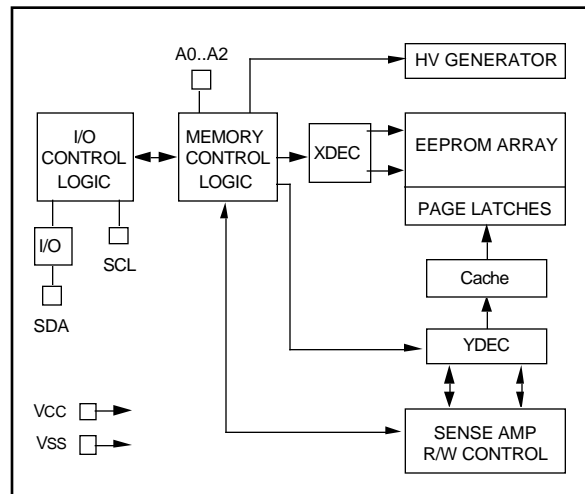 A0..A2
HV GENERATOR
I/O
CONTROL
LOGIC
MEMORY
CONTROL
LOGIC
XDEC
EEPROM ARRAY
PAGE LATCHES
I/O
SCL
SDA
Cache
YDEC
VCC
VSS
SENSE AMP
R/W CONTROL